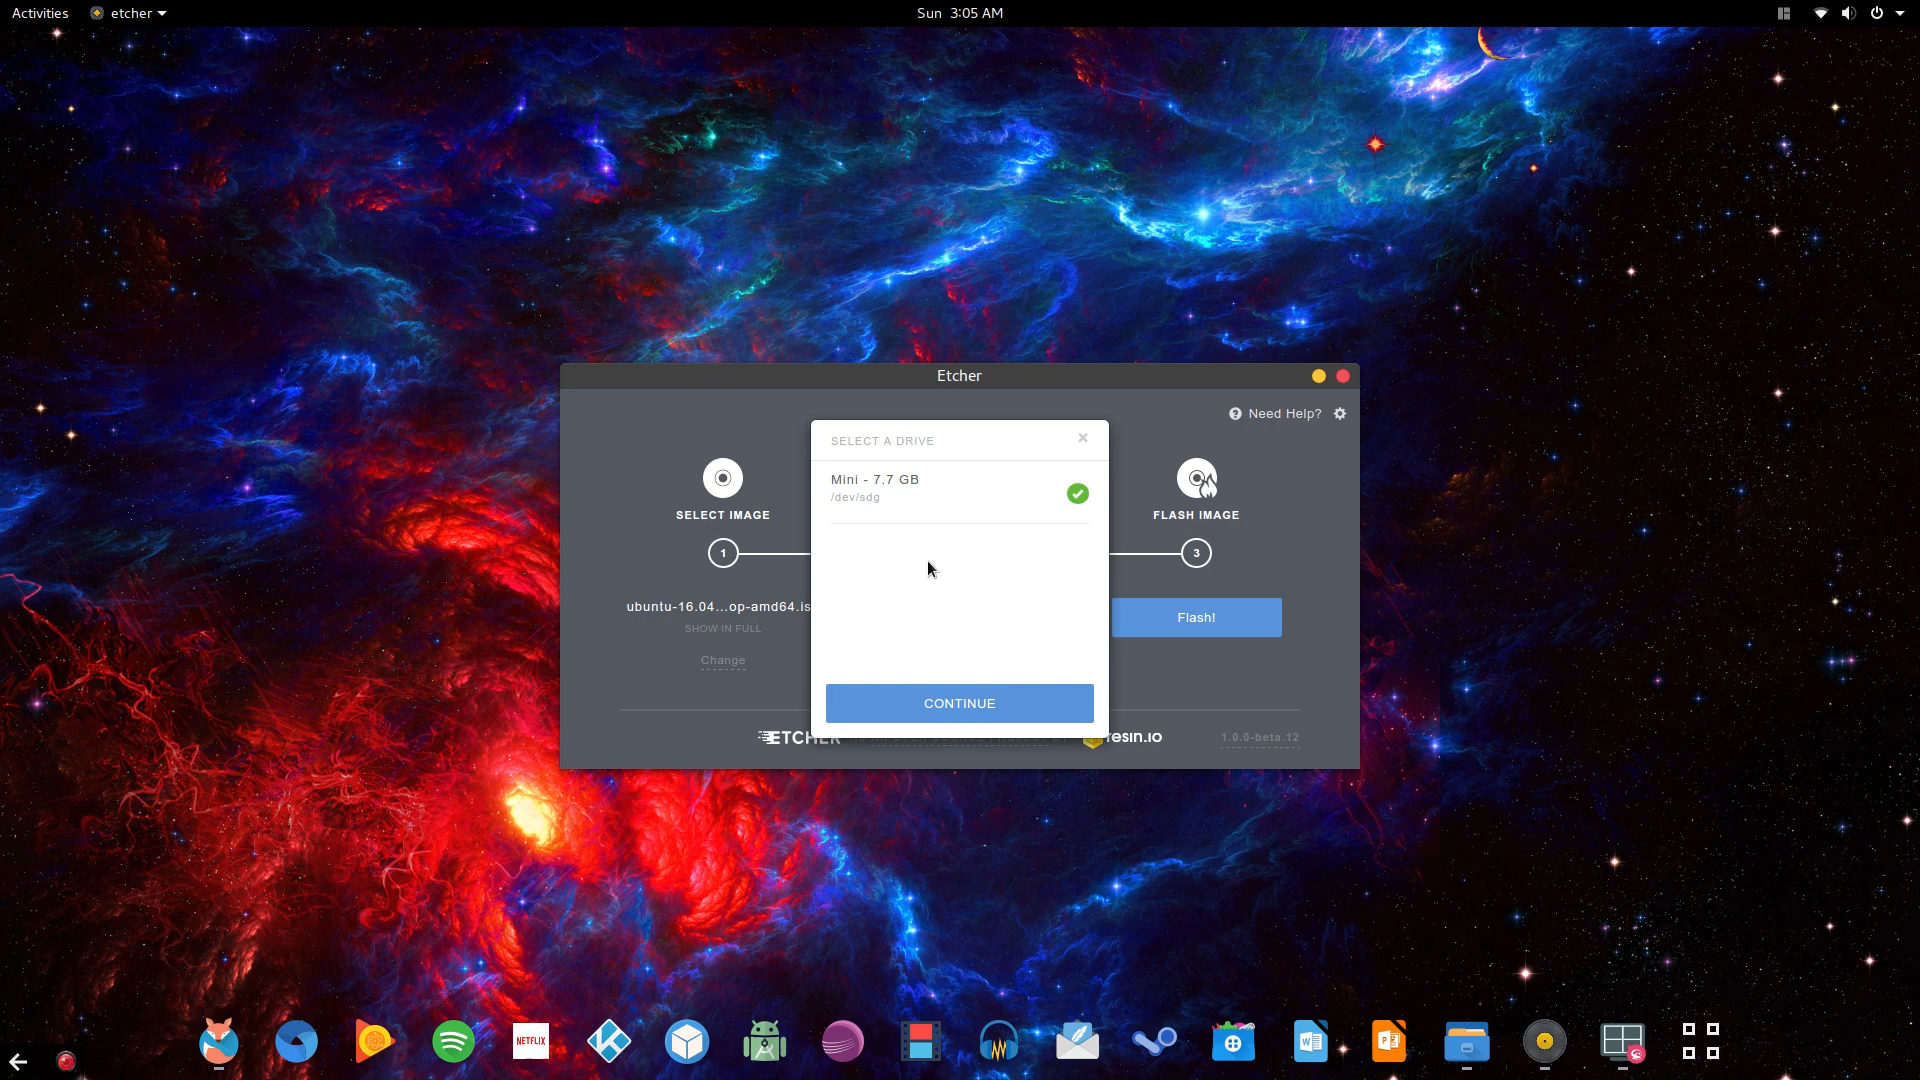 Activities
etcher
Sun 3:05 AM
Etcher
Need Help?
SELECT A DRIVE
Mini - 7.7 GB
/dev/sdg
SELECT IMAGE
FLASH IMAGE
1
3
ubuntu-16.04...op-amd64.is
SHOW IN FULL
Change
Flash!
CONTINUE
ETCHER
resin.io
1.0.0-beta.12
NETFLIX
W
P